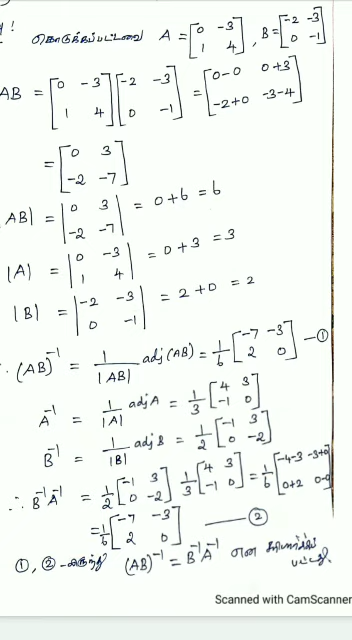 கொடுக்கப்பட்டவை A = [0 -3; 1 4], B = [-2 -3; 0 -1]
AB = [0 -3; 1 4] [-2 -3; 0 -1] = [0-0 0+3; -2+0 -3-4]
= [0 3; -2 -7]
AB| = |0 3; -2 -7| = 0+6 = 6
|A| = |0 -3; 1 4| = 0+3 = 3
|B| = |-2 -3; 0 -1| = 2+0 = 2
∴ (AB)⁻¹ = 1/|AB| adj(AB) = 1/6 [-7 -3; 2 0] —①
A⁻¹ = 1/|A| adj A = 1/3 [4 3; -1 0]
B⁻¹ = 1/|B| adj B = 1/2 [-1 3; 0 -2]
∴ B⁻¹A⁻¹ = 1/2 [-1 3; 0 -2] 1/3 [4 3; -1 0] = 1/6 [-4-3 -3+0; 0+2 0-0]
= 1/6 [-7 -3; 2 0] —②
①, ②-லிருந்து (AB)⁻¹ = B⁻¹A⁻¹ என சரிபார்க்கப்
பட்டது.
Scanned with CamScanner